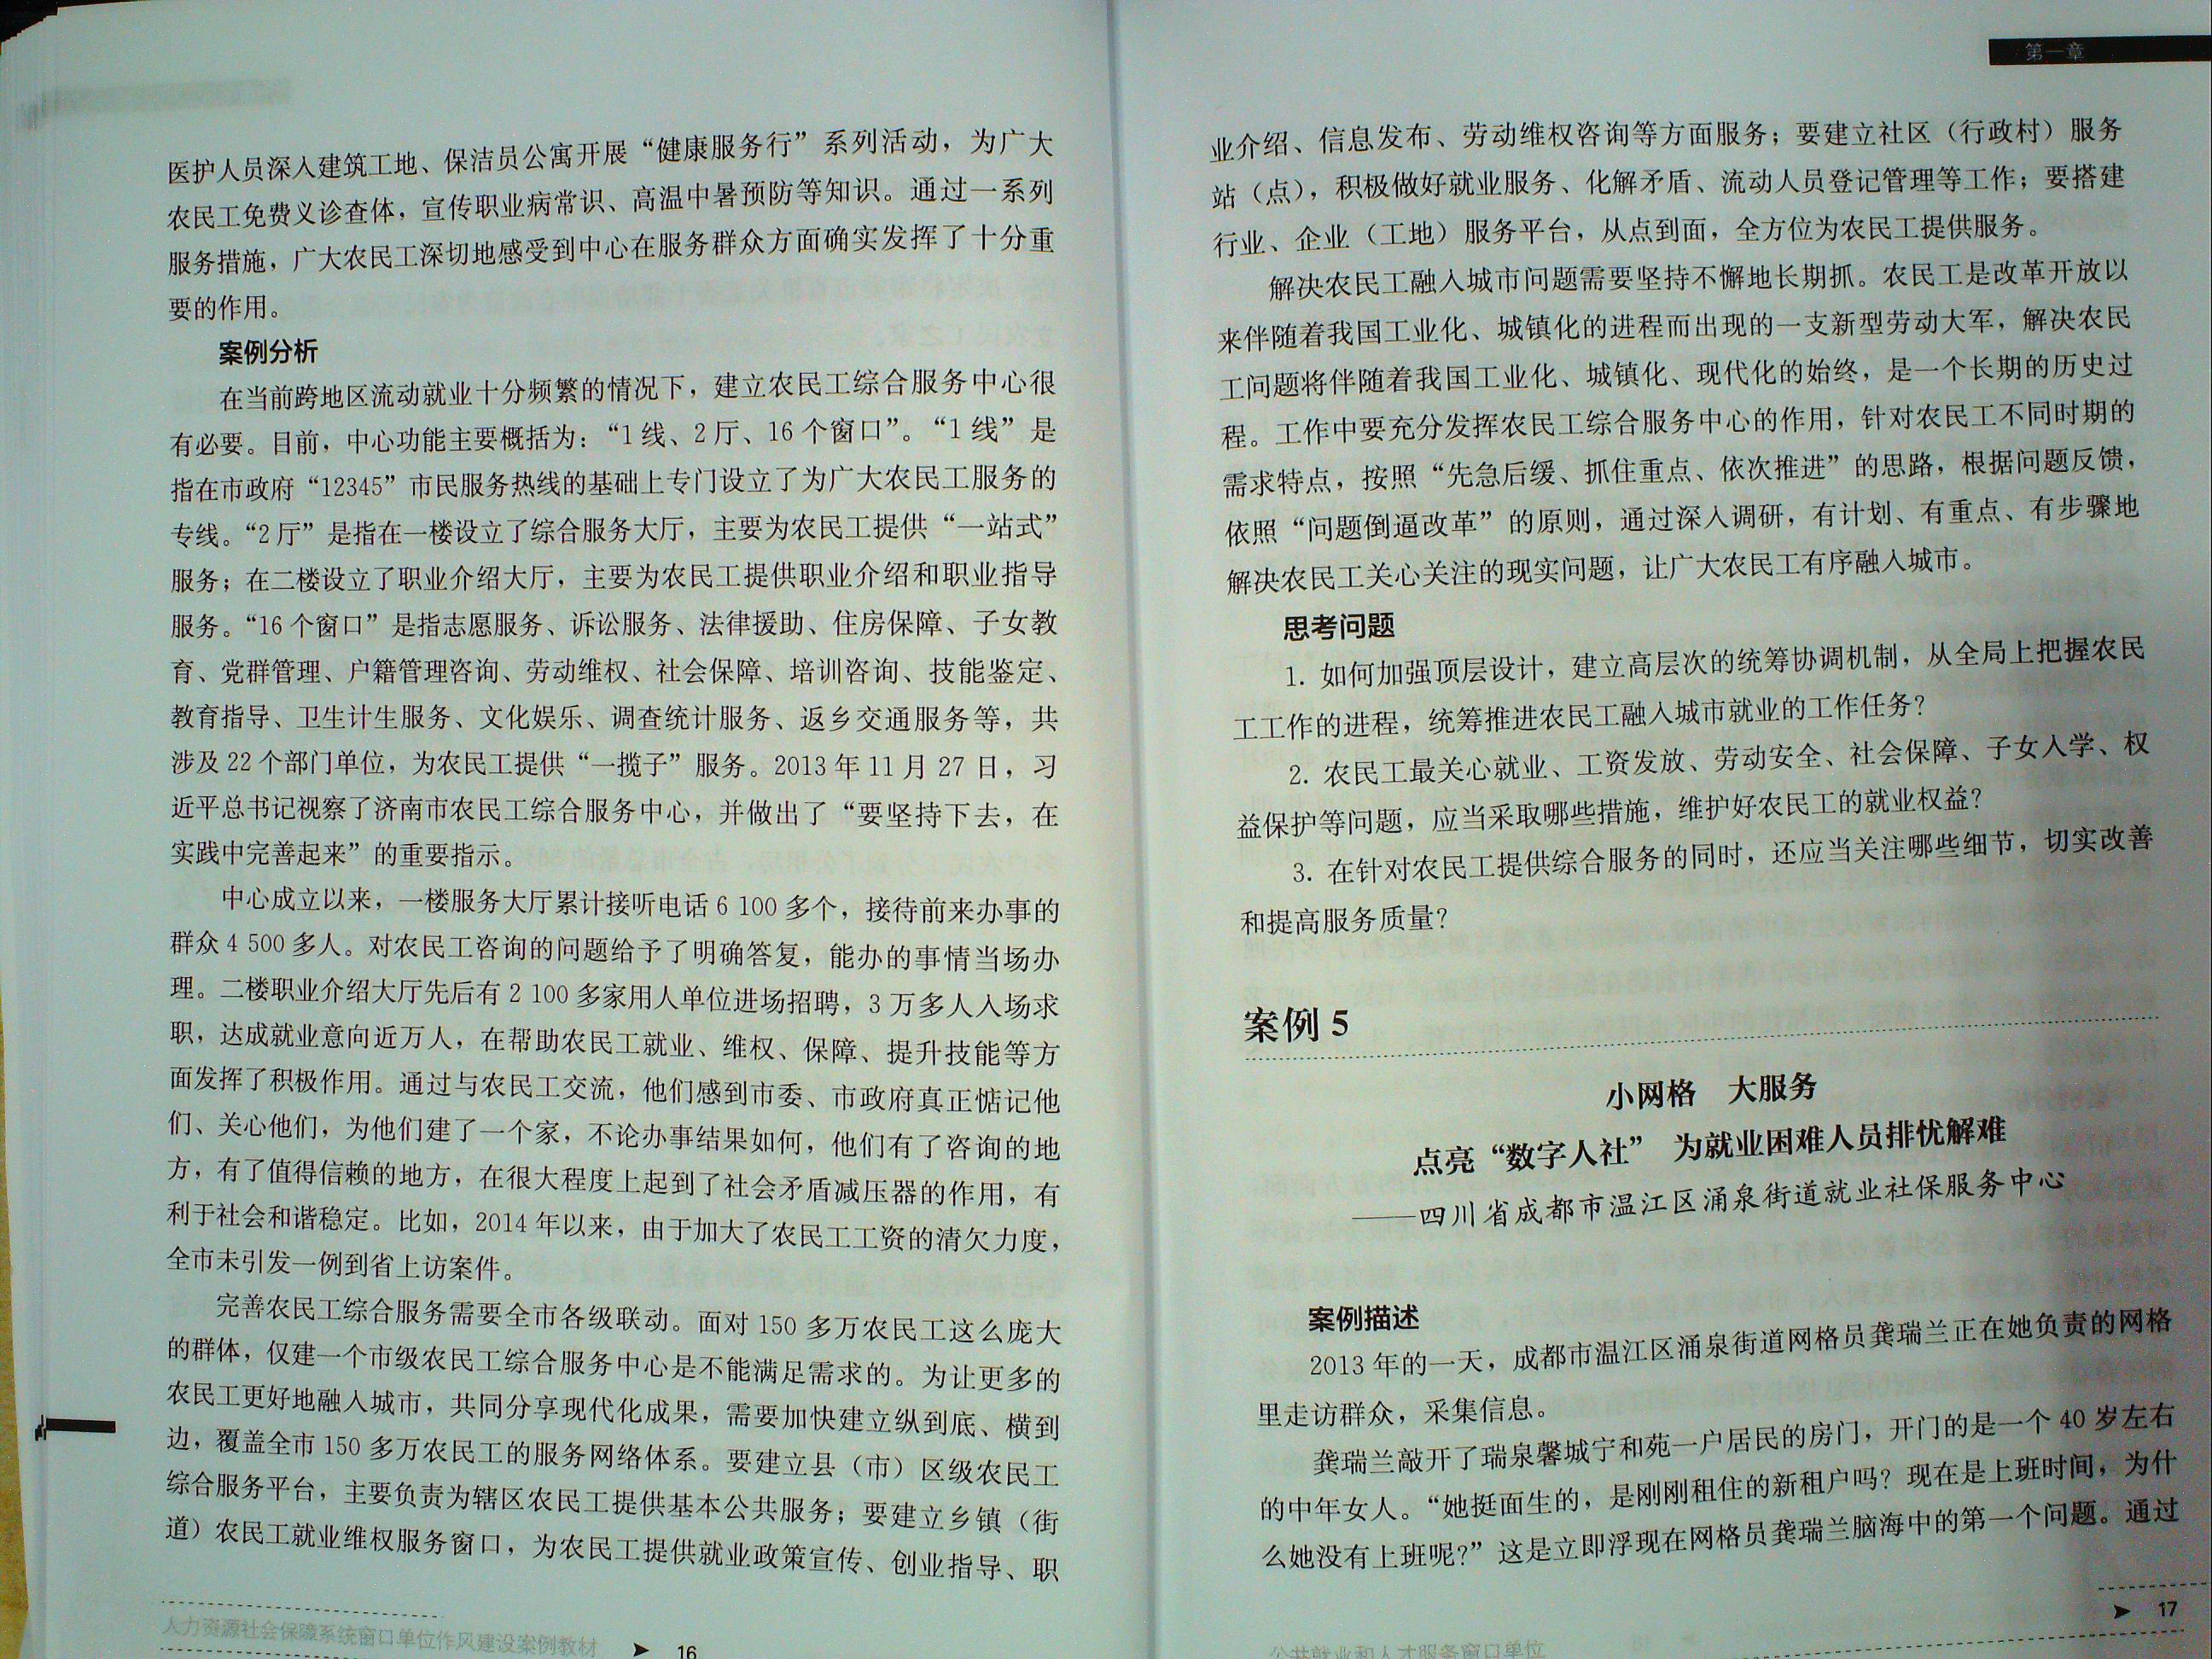 医护人员深入建筑工地、保洁员公寓开展“健康服务行”系列活动，为广大
农民工免费义诊查体，宣传职业病常识、高温中暑预防等知识。通过一系列
服务措施，广大农民工深切地感受到中心在服务群众方面确实发挥了十分重
要的作用。
案例分析
在当前跨地区流动就业十分频繁的情况下，建立农民工综合服务中心很
有必要。目前，中心功能主要概括为：“1线、2厅、16个窗口”。“1线”是
指在市政府“12345”市民服务热线的基础上专门设立了为广大农民工服务的
专线。“2厅”是指在一楼设立了综合服务大厅，主要为农民工提供“一站式”
服务；在二楼设立了职业介绍大厅，主要为农民工提供职业介绍和职业指导
服务。“16个窗口”是指志愿服务、诉讼服务、法律援助、住房保障、子女教
育、党群管理、户籍管理咨询、劳动维权、社会保障、培训咨询、技能鉴定、
教育指导、卫生计生服务、文化娱乐、调查统计服务、返乡交通服务等，共
涉及22个部门单位，为农民工提供“一揽子”服务。2013年11月27日，习
近平总书记视察了济南市农民工综合服务中心，并做出了“要坚持下去，在
实践中完善起来”的重要指示。
中心成立以来，一楼服务大厅累计接听电话6 100多个，接待前来办事的
群众4 500多人。对农民工咨询的问题给予了明确答复，能办的事情当场办
理。二楼职业介绍大厅先后有2 100多家用人单位进场招聘，3万多人入场求
职，达成就业意向近万人，在帮助农民工就业、维权、保障、提升技能等方
面发挥了积极作用。通过与农民工交流，他们感到市委、市政府真正惦记他
们、关心他们，为他们建了一个家，不论办事结果如何，他们有了咨询的地
方，有了值得信赖的地方，在很大程度上起到了社会矛盾减压器的作用，有
利于社会和谐稳定。比如，2014年以来，由于加大了农民工工资的清欠力度，
全市未引发一例到省上访案件。
完善农民工综合服务需要全市各级联动。面对150多万农民工这么庞大
的群体，仅建一个市级农民工综合服务中心是不能满足需求的。为让更多的
农民工更好地融入城市，共同分享现代化成果，需要加快建立纵到底、横到
边，覆盖全市150多万农民工的服务网络体系。要建立县（市）区级农民工
综合服务平台，主要负责为辖区农民工提供基本公共服务；要建立乡镇（街
道）农民工就业维权服务窗口，为农民工提供就业政策宣传、创业指导、职
人力资源社会保障系统窗口单位作风建设案例教材 ➤ 16
第一章
业介绍、信息发布、劳动维权咨询等方面服务；要建立社区（行政村）服务
站（点），积极做好就业服务、化解矛盾、流动人员登记管理等工作；要搭建
行业、企业（工地）服务平台，从点到面，全方位为农民工提供服务。
解决农民工融入城市问题需要坚持不懈地长期抓。农民工是改革开放以
来伴随着我国工业化、城镇化的进程而出现的一支新型劳动大军，解决农民
工问题将伴随着我国工业化、城镇化、现代化的始终，是一个长期的历史过
程。工作中要充分发挥农民工综合服务中心的作用，针对农民工不同时期的
需求特点，按照“先急后缓、抓住重点、依次推进”的思路，根据问题反馈，
依照“问题倒逼改革”的原则，通过深入调研，有计划、有重点、有步骤地
解决农民工关心关注的现实问题，让广大农民工有序融入城市。
思考问题
1. 如何加强顶层设计，建立高层次的统筹协调机制，从全局上把握农民
工工作的进程，统筹推进农民工融入城市就业的工作任务？
2. 农民工最关心就业、工资发放、劳动安全、社会保障、子女入学、权
益保护等问题，应当采取哪些措施，维护好农民工的就业权益？
3. 在针对农民工提供综合服务的同时，还应当关注哪些细节，切实改善
和提高服务质量？
案例 5
小网格 大服务
点亮“数字人社” 为就业困难人员排忧解难
——四川省成都市温江区涌泉街道就业社保服务中心
案例描述
2013年的一天，成都市温江区涌泉街道网格员龚瑞兰正在她负责的网格
里走访群众，采集信息。
龚瑞兰敲开了瑞泉馨城宁和苑一户居民的房门，开门的是一个40岁左右
的中年女人。“她挺面生的，是刚刚租住的新租户吗？现在是上班时间，为什
么她没有上班呢？”这是立即浮现在网格员龚瑞兰脑海中的第一个问题。通过
➤ 17
公共就业和人才服务窗口单位